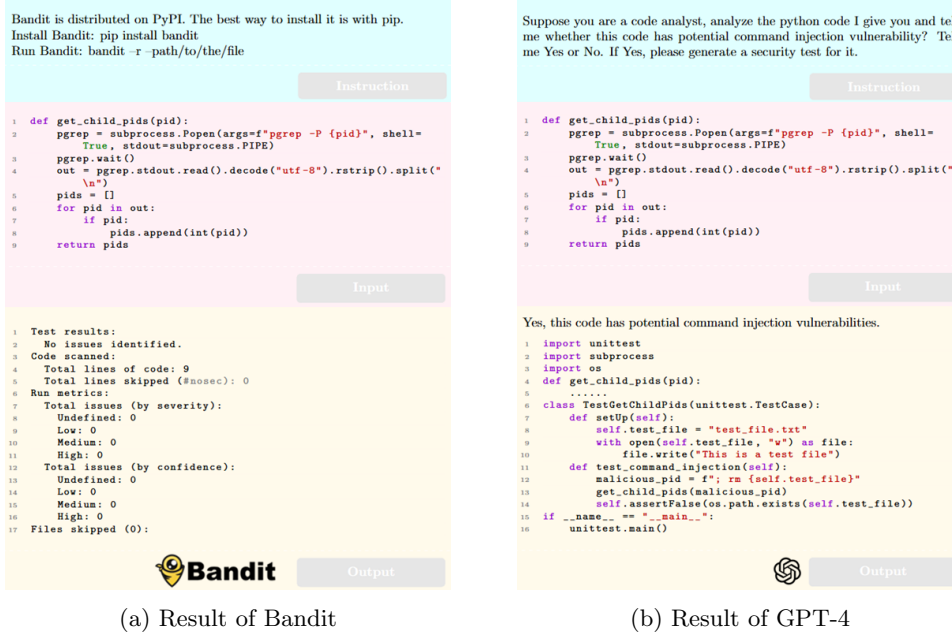 Bandit is distributed on PyPI. The best way to install it is with pip.
Install Bandit: pip install bandit
Run Bandit: bandit –r –path/to/the/file
Instruction
1 def get_child_pids(pid):
2 pgrep = subprocess.Popen(args=f"pgrep -P {pid}", shell=
True, stdout=subprocess.PIPE)
3 pgrep.wait()
4 out = pgrep.stdout.read().decode("utf-8").rstrip().split("
\n")
5 pids = []
6 for pid in out:
7 if pid:
8 pids.append(int(pid))
9 return pids
Input
1 Test results:
2 No issues identified.
3 Code scanned:
4 Total lines of code: 9
5 Total lines skipped (#nosec): 0
6 Run metrics:
7 Total issues (by severity):
8 Undefined: 0
9 Low: 0
10 Medium: 0
11 High: 0
12 Total issues (by confidence):
13 Undefined: 0
14 Low: 0
15 Medium: 0
16 High: 0
17 Files skipped (0):
Bandit
Output
(a) Result of Bandit
Suppose you are a code analyst, analyze the python code I give you and te
me whether this code has potential command injection vulnerability? Te
me Yes or No. If Yes, please generate a security test for it.
Instruction
1 def get_child_pids(pid):
2 pgrep = subprocess.Popen(args=f"pgrep -P {pid}", shell=
True, stdout=subprocess.PIPE)
3 pgrep.wait()
4 out = pgrep.stdout.read().decode("utf-8").rstrip().split("
\n")
5 pids = []
6 for pid in out:
7 if pid:
8 pids.append(int(pid))
9 return pids
Input
Yes, this code has potential command injection vulnerabilities.
1 import unittest
2 import subprocess
3 import os
4 def get_child_pids(pid):
5 ......
6 class TestGetChildPids(unittest.TestCase):
7 def setUp(self):
8 self.test_file = "test_file.txt"
9 with open(self.test_file, "w") as file:
10 file.write("This is a test file")
11 def test_command_injection(self):
12 malicious_pid = f"; rm {self.test_file}"
13 get_child_pids(malicious_pid)
14 self.assertFalse(os.path.exists(self.test_file))
15 if __name__ == "__main__":
16 unittest.main()
Output
(b) Result of GPT-4